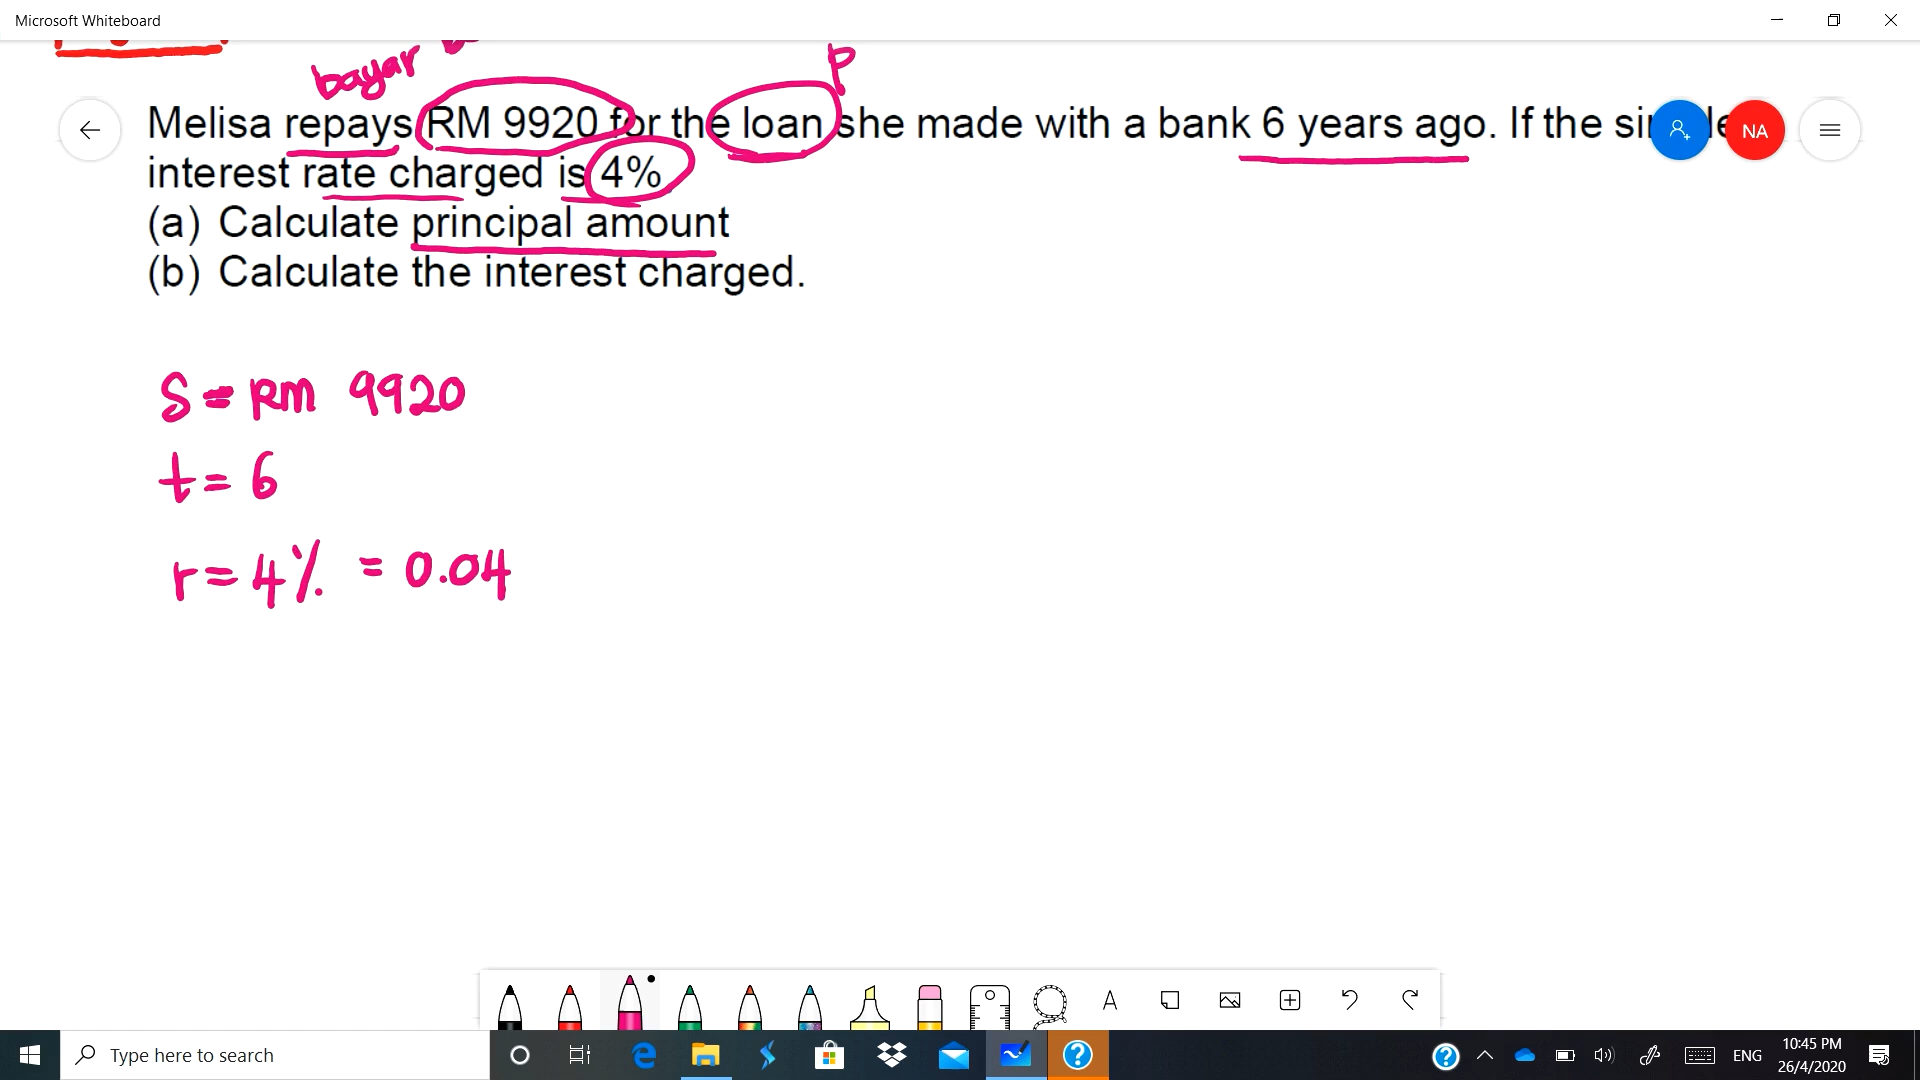 Microsoft Whiteboard
bayar
P
Melisa repays RM 9920 for the loan she made with a bank 6 years ago. If the
NA
interest rate charged is 4%
(a) Calculate principal amount
(b) Calculate the interest charged.
S = RM 9920
t = 6
r = 4% = 0.04
Type here to search
ENG
10:45 PM
26/4/2020